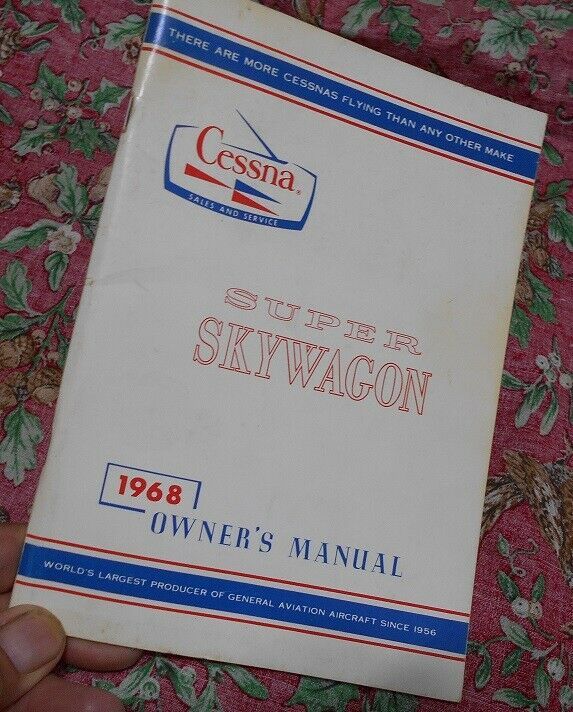 THERE ARE MORE CESSNAS FLYING THAN ANY OTHER MAKE
Cessna®
SALES AND SERVICE
SUPER
SKYWAGON
1968
OWNER'S MANUAL
WORLD'S LARGEST PRODUCER OF GENERAL AVIATION AIRCRAFT SINCE 1956